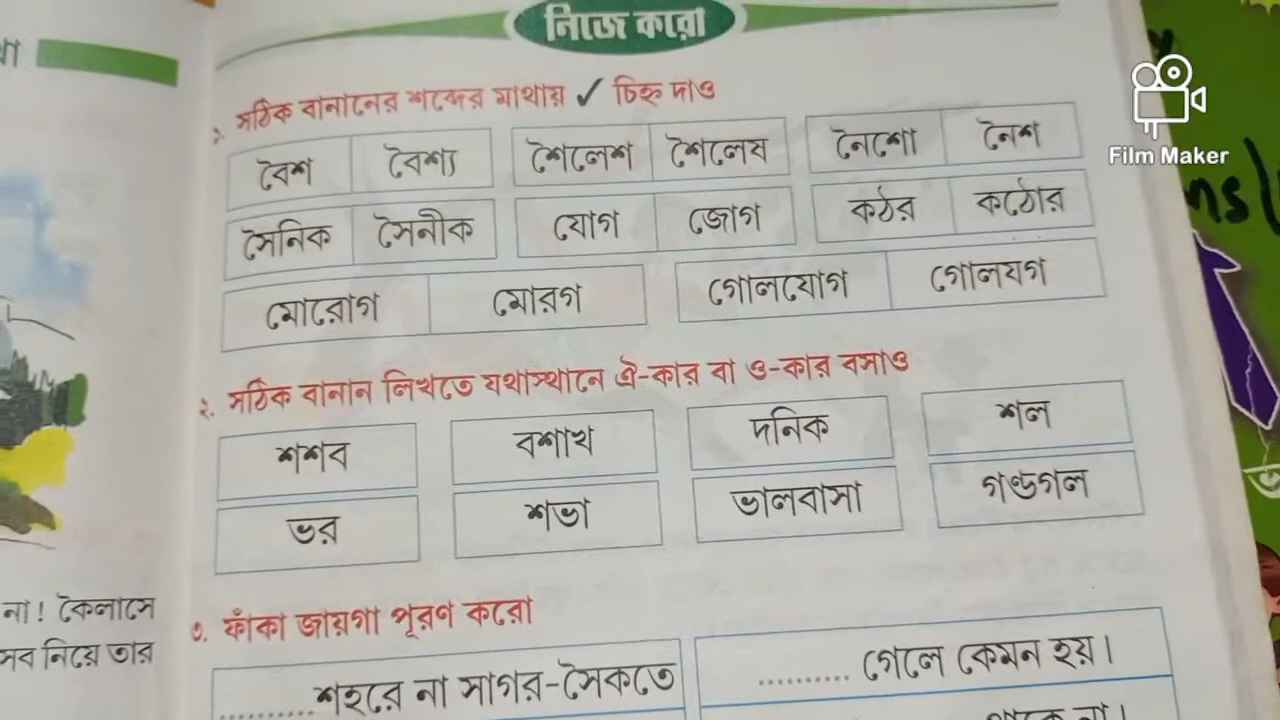 নিজে করো
১. সঠিক বানানের শব্দের মাথায় ✓ চিহ্ন দাও
বৈশ বৈশ্য শৈলেশ শৈলেষ নৈশো নৈশ
সৈনিক সৈনীক যোগ জোগ কঠর কঠোর
মোরোগ মোরগ গোলযোগ গোলযগ
২. সঠিক বানান লিখতে যথাস্থানে ঐ-কার বা ও-কার বসাও
শশব বশাখ দনিক শল
ভর শভা ভালবাসা গণ্ডগল
৩. ফাঁকা জায়গা পূরণ করো
.......... শহরে না সাগর-সৈকতে .......... গেলে কেমন হয়।
না।
না! কৈলাসে
সব নিয়ে তার
Film Maker